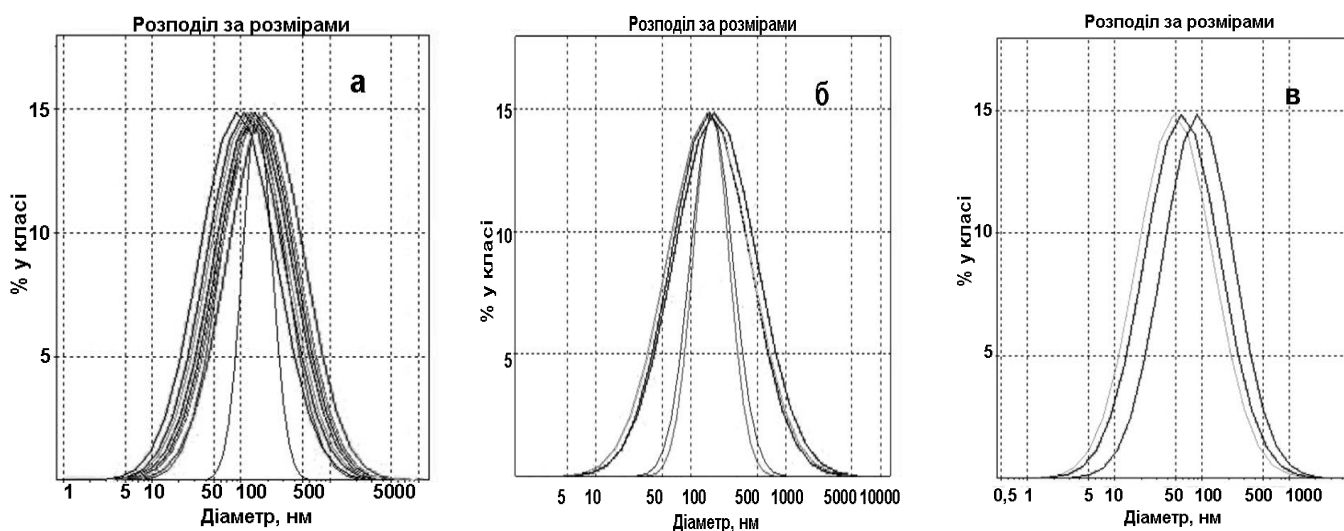 Розподіл за розмірами
а
% у класі
15
10
5
1 5 10 50 100 500 5000
Діаметр, нм
Розподіл за розмірами
б
% у класі
15
10
5
5 10 50 100 500 1000 5000 10000
Діаметр, нм
Розподіл за розмірами
в
% у класі
15
10
5
0,5 1 5 10 50 100 500 1000
Діаметр, нм